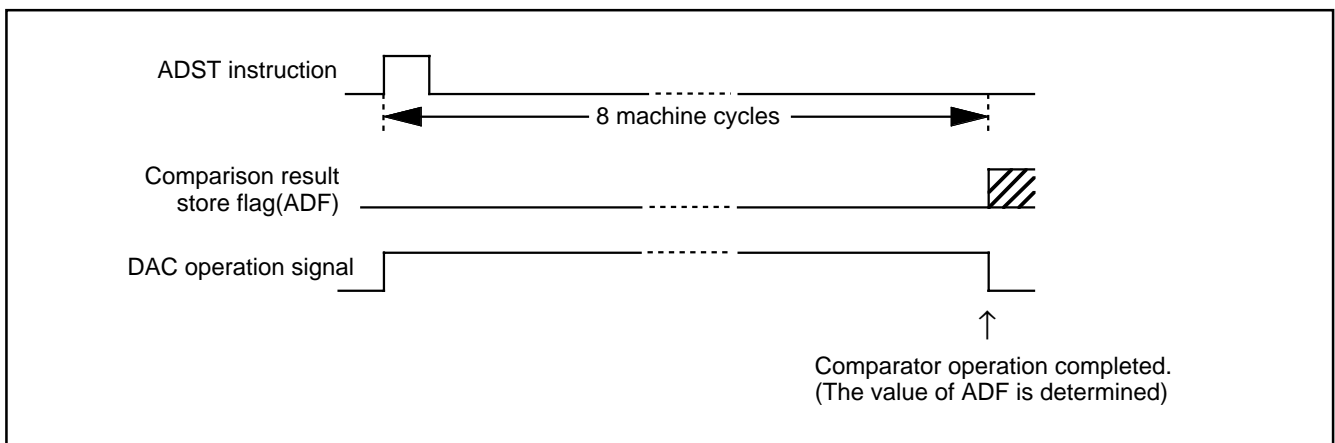 ADST instruction
8 machine cycles
Comparison result
store flag(ADF)
DAC operation signal
↑
Comparator operation completed.
(The value of ADF is determined)